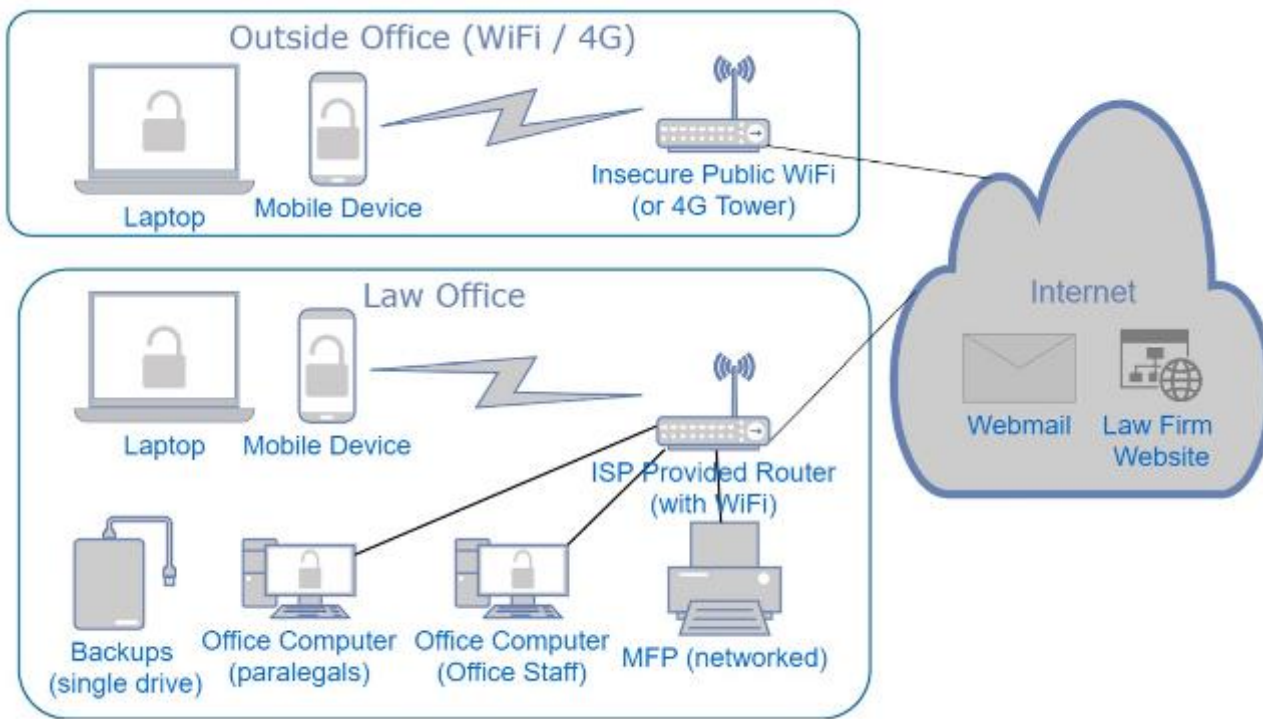 Outside Office (WiFi / 4G)
Laptop
Mobile Device
Insecure Public WiFi
(or 4G Tower)
Internet
Webmail
Law Firm
Website
Law Office
Laptop
Mobile Device
ISP Provided Router
(with WiFi)
Backups
(single drive)
Office Computer
(paralegals)
Office Computer
(Office Staff)
MFP (networked)